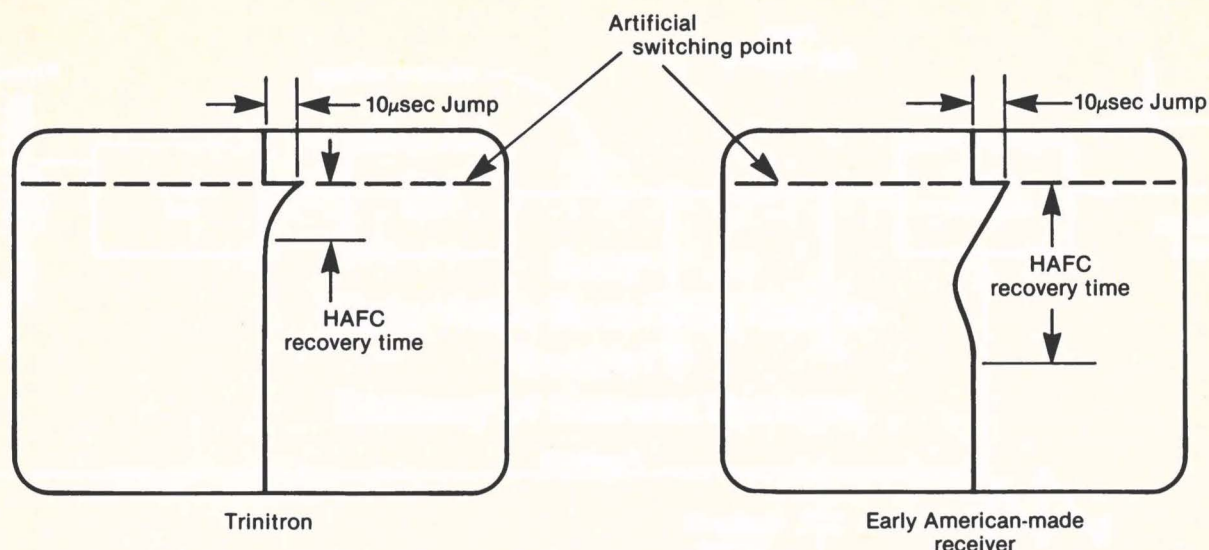 Artificial
switching point
10μsec Jump
10μsec Jump
HAFC
recovery time
HAFC
recovery time
Trinitron
Early American-made
receiver